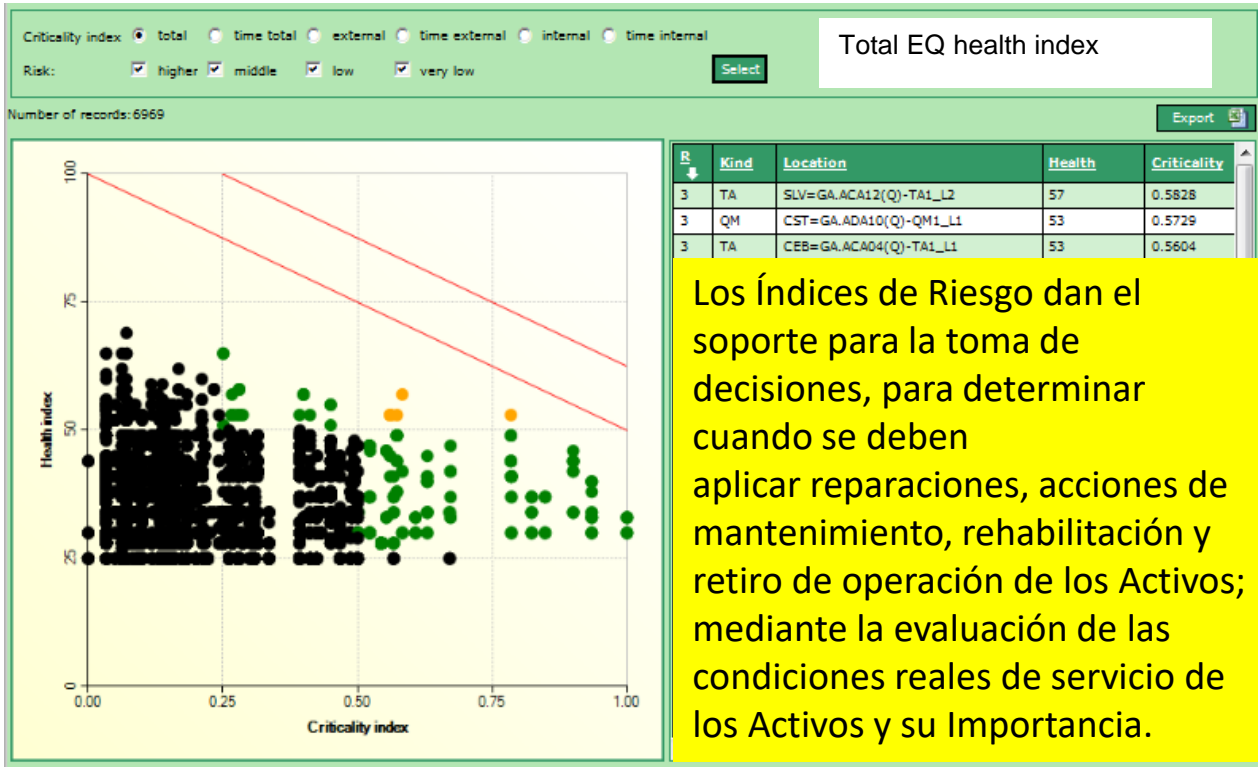 Criticality index total time total external time external internal time internal
Total EQ health index
Risk: higher middle low very low
Select
Number of records:6969
Export
R Kind Location Health Criticality
3 TA SLV=GA.ACA12(Q)-TA1_L2 57 0.5828
3 QM CST=GA.ADA10(Q)-QM1_L1 53 0.5729
3 TA CEB=GA.ACA04(Q)-TA1_L1 53 0.5604
100
75
50
25
0
Health index
0.00 0.25 0.50 0.75 1.00
Criticality index
Los Índices de Riesgo dan el
soporte para la toma de
decisiones, para determinar
cuando se deben
aplicar reparaciones, acciones de
mantenimiento, rehabilitación y
retiro de operación de los Activos;
mediante la evaluación de las
condiciones reales de servicio de
los Activos y su Importancia.